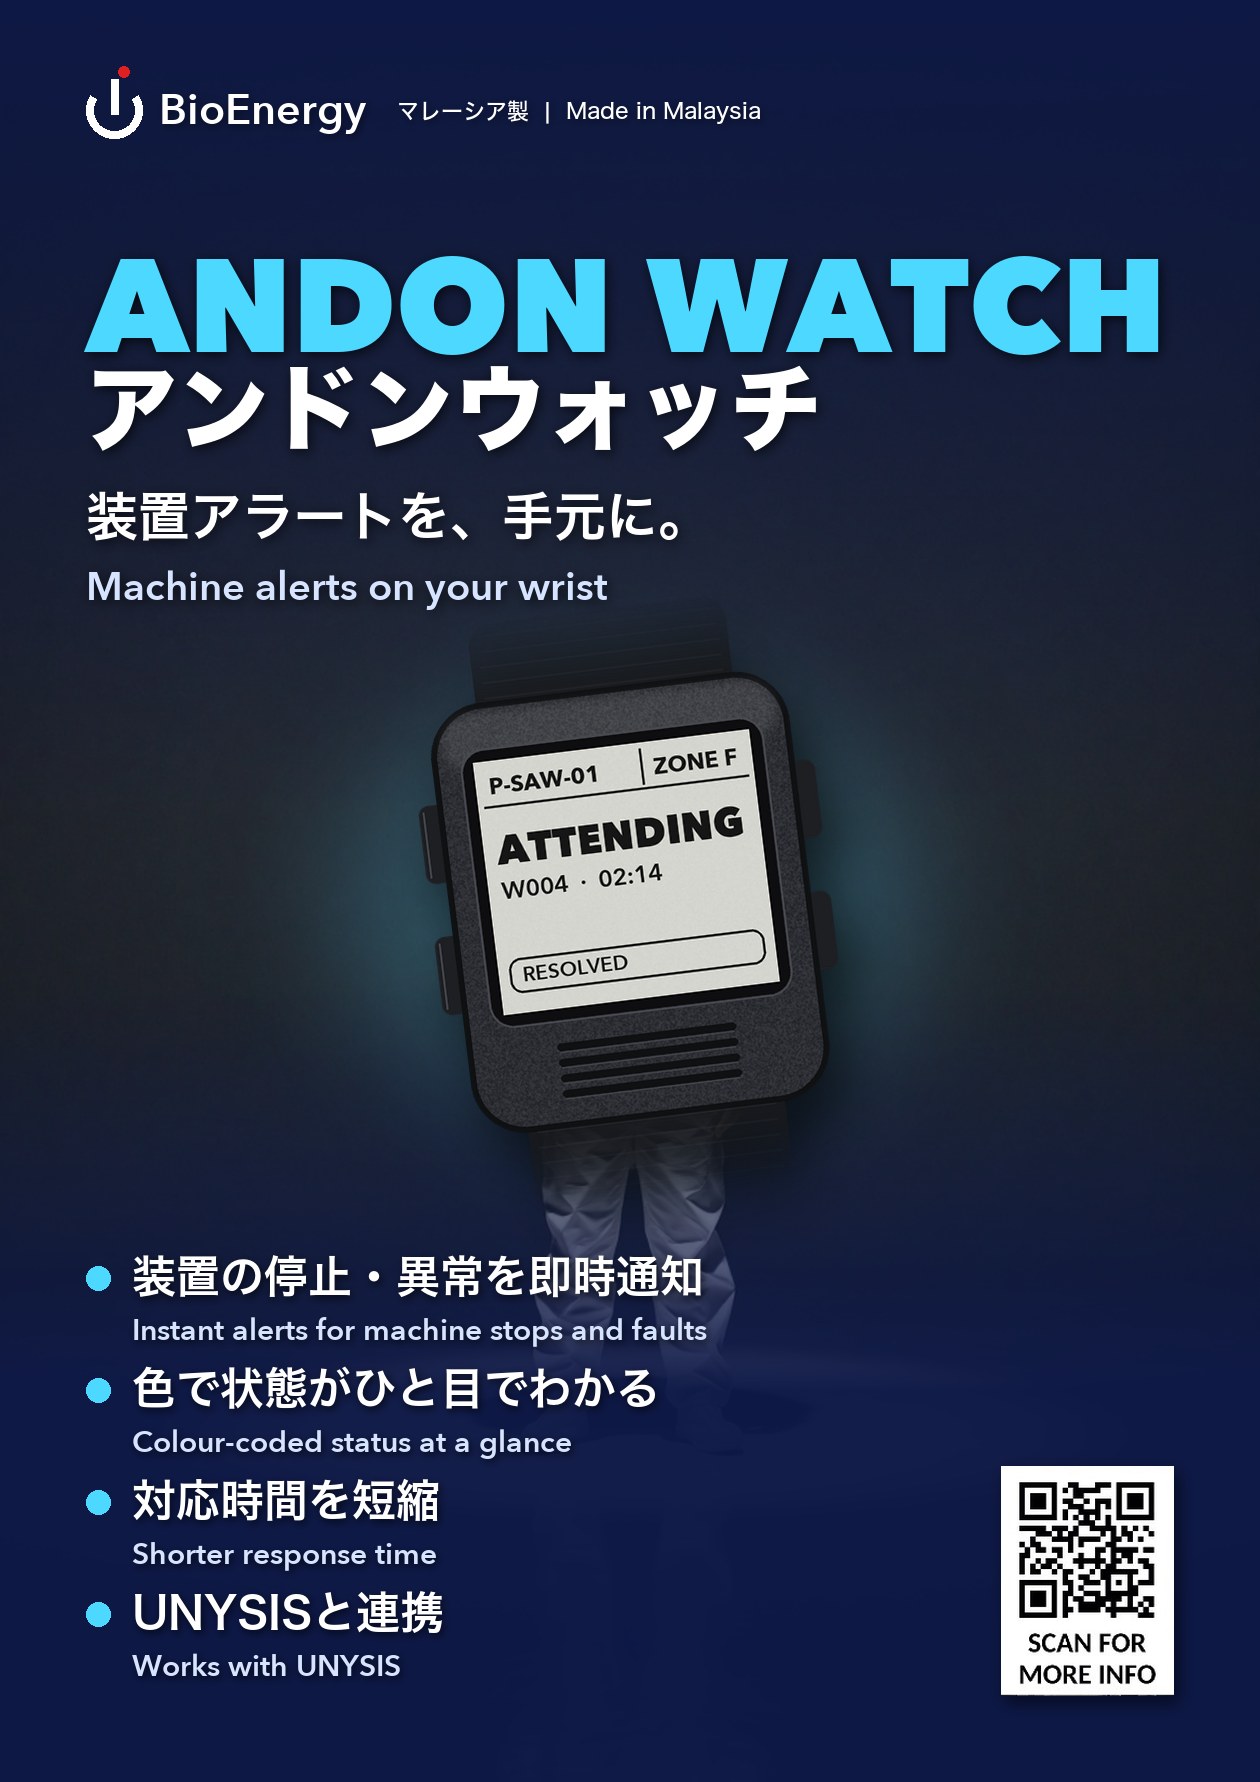 BioEnergy マレーシア製 | Made in Malaysia
ANDON WATCH
アンドンウォッチ
装置アラートを、手元に。
Machine alerts on your wrist
P-SAW-01 ZONE F
ATTENDING
W004 · 02:14
RESOLVED
装置の停止・異常を即時通知
Instant alerts for machine stops and faults
色で状態がひと目でわかる
Colour-coded status at a glance
対応時間を短縮
Shorter response time
UNYSISと連携
Works with UNYSIS
SCAN FOR
MORE INFO